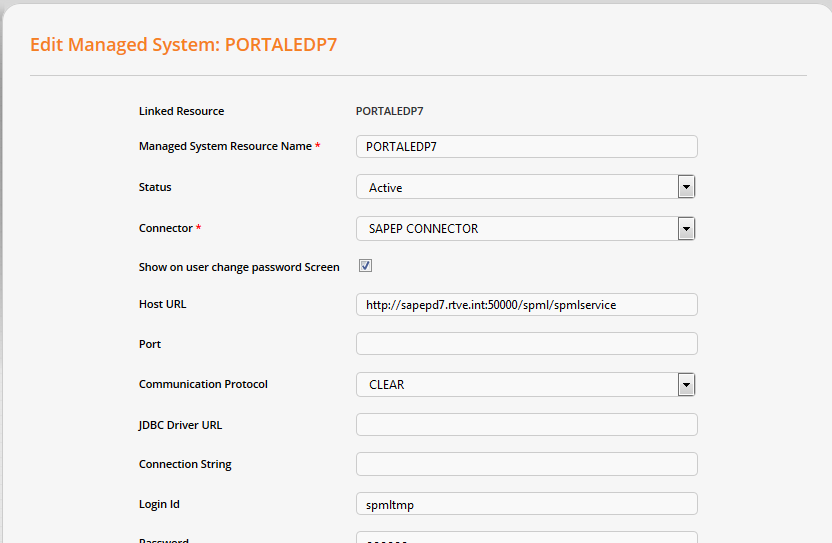 Edit Managed System: PORTALEDP7
Linked Resource PORTALEDP7
Managed System Resource Name * PORTALEDP7
Status Active
Connector * SAPEP CONNECTOR
Show on user change password Screen
Host URL http://sapepd7.rtve.int:50000/spml/spmlservice
Port
Communication Protocol CLEAR
JDBC Driver URL
Connection String
Login Id spmltmp
Password